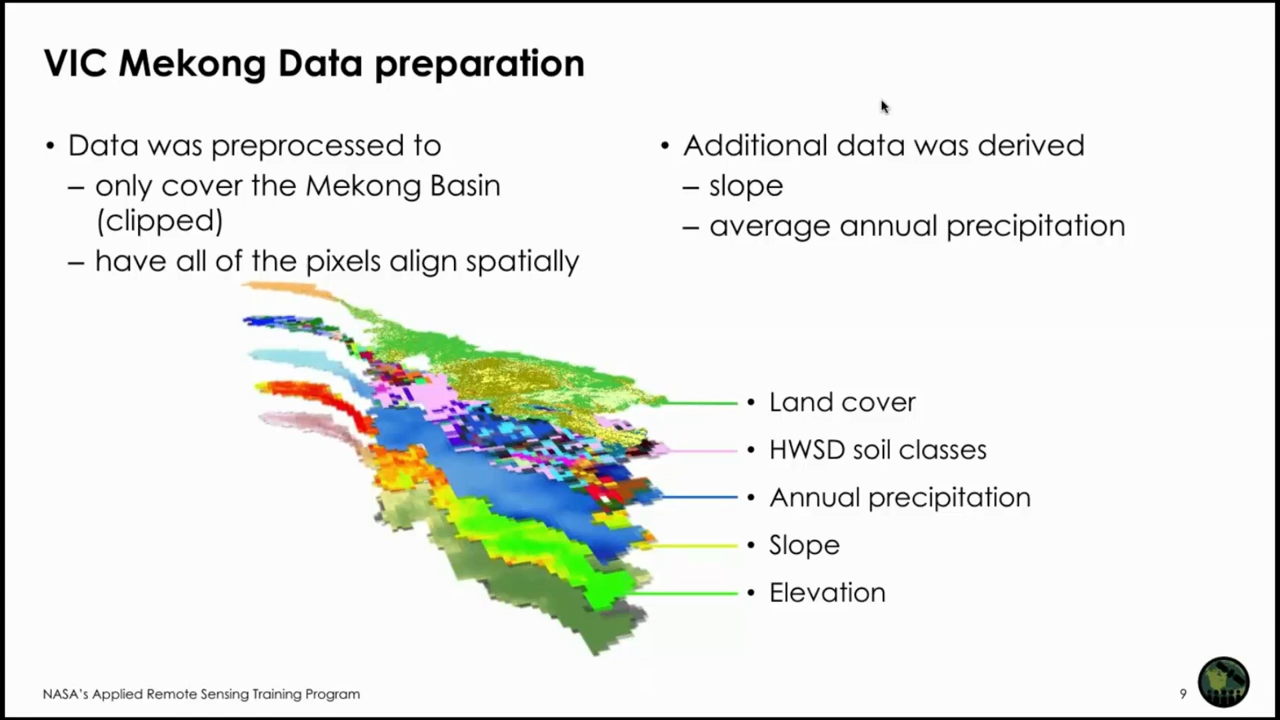 VIC Mekong Data preparation
• Data was preprocessed to
– only cover the Mekong Basin
(clipped)
– have all of the pixels align spatially
• Additional data was derived
– slope
– average annual precipitation
• Land cover
• HWSD soil classes
• Annual precipitation
• Slope
• Elevation
NASA's Applied Remote Sensing Training Program
9